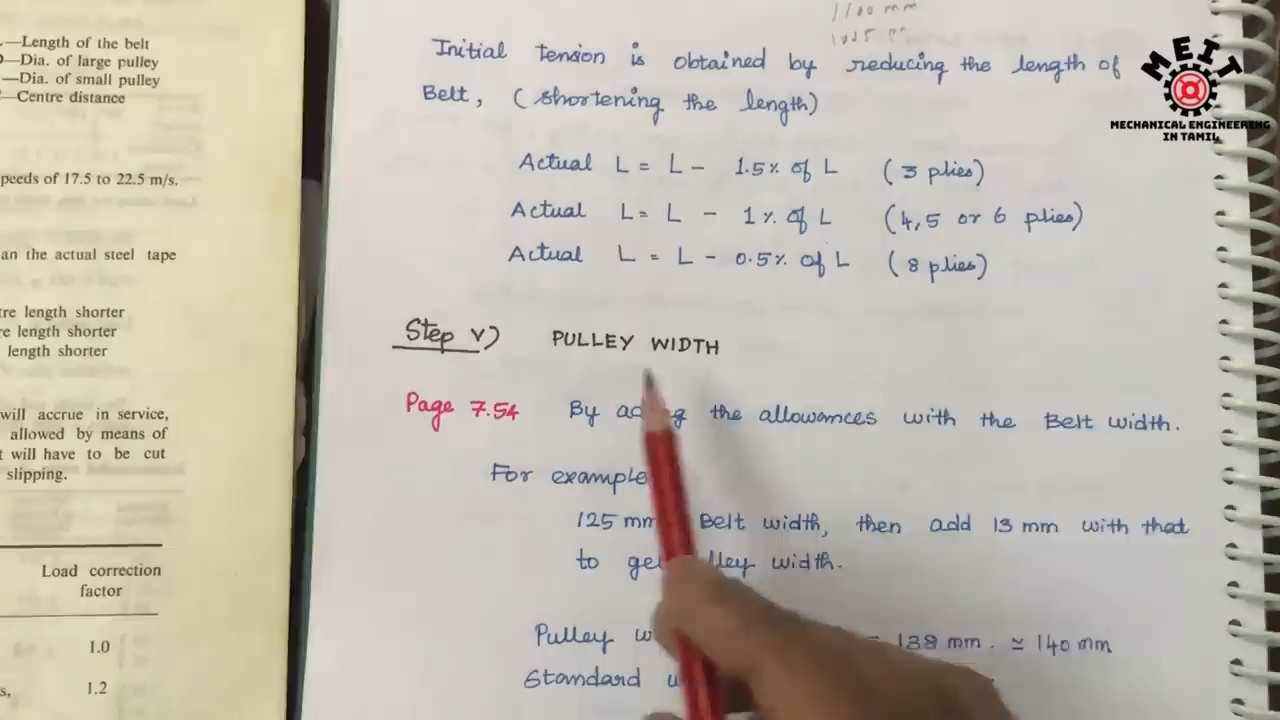 —Length of the belt
—Dia. of large pulley
—Dia. of small pulley
—Centre distance
peeds of 17.5 to 22.5 m/s.
an the actual steel tape
tre length shorter
re length shorter
length shorter
will accrue in service,
allowed by means of
t will have to be cut
slipping.
Load correction
factor
1.0
s, 1.2
1100 mm
Initial tension is obtained by reducing the length of
Belt, (shortening the length)
Actual L = L - 1.5% of L (3 plies)
Actual L = L - 1% of L (4, 5 or 6 plies)
Actual L = L - 0.5% of L (8 plies)
Step V) PULLEY WIDTH
Page 7.54 By the allowances with the Belt width.
For example
125 mm Belt width, then add 13 mm with that
to width.
Pulley = 138 mm. ≃ 140 mm
Standard
MEIT
MECHANICAL ENGINEERING
IN TAMIL